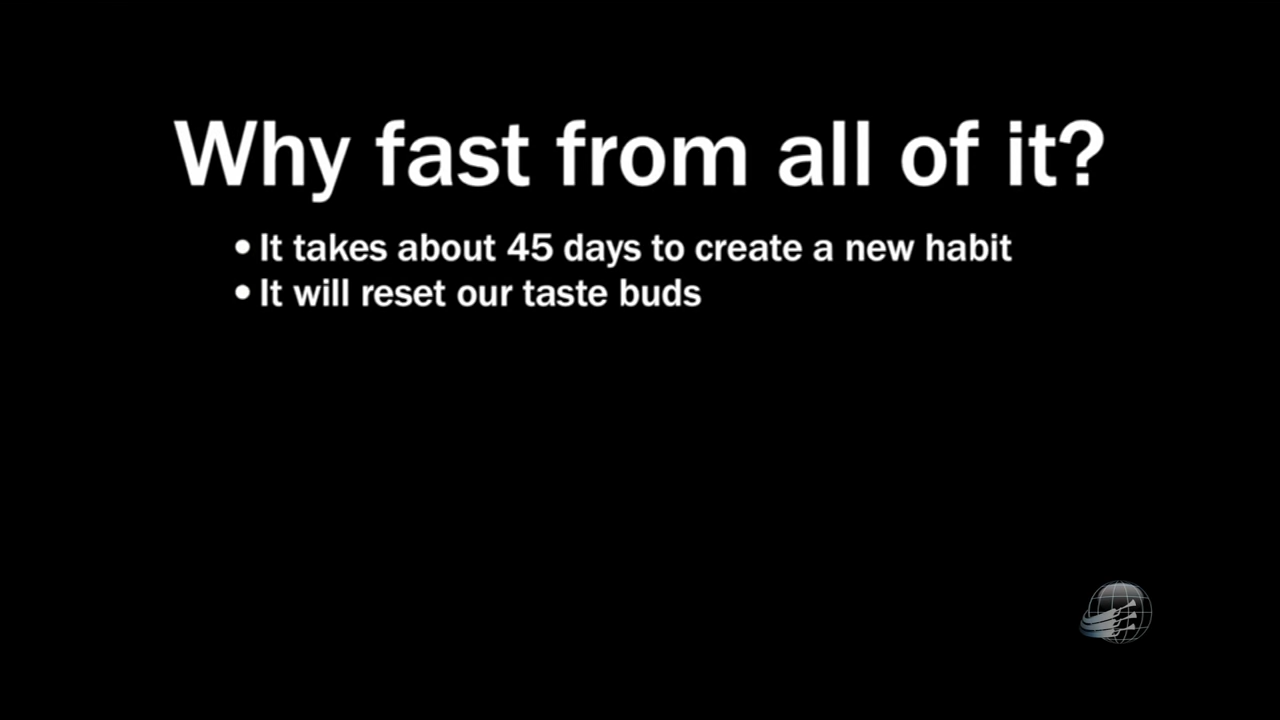 Why fast from all of it?
• It takes about 45 days to create a new habit
• It will reset our taste buds